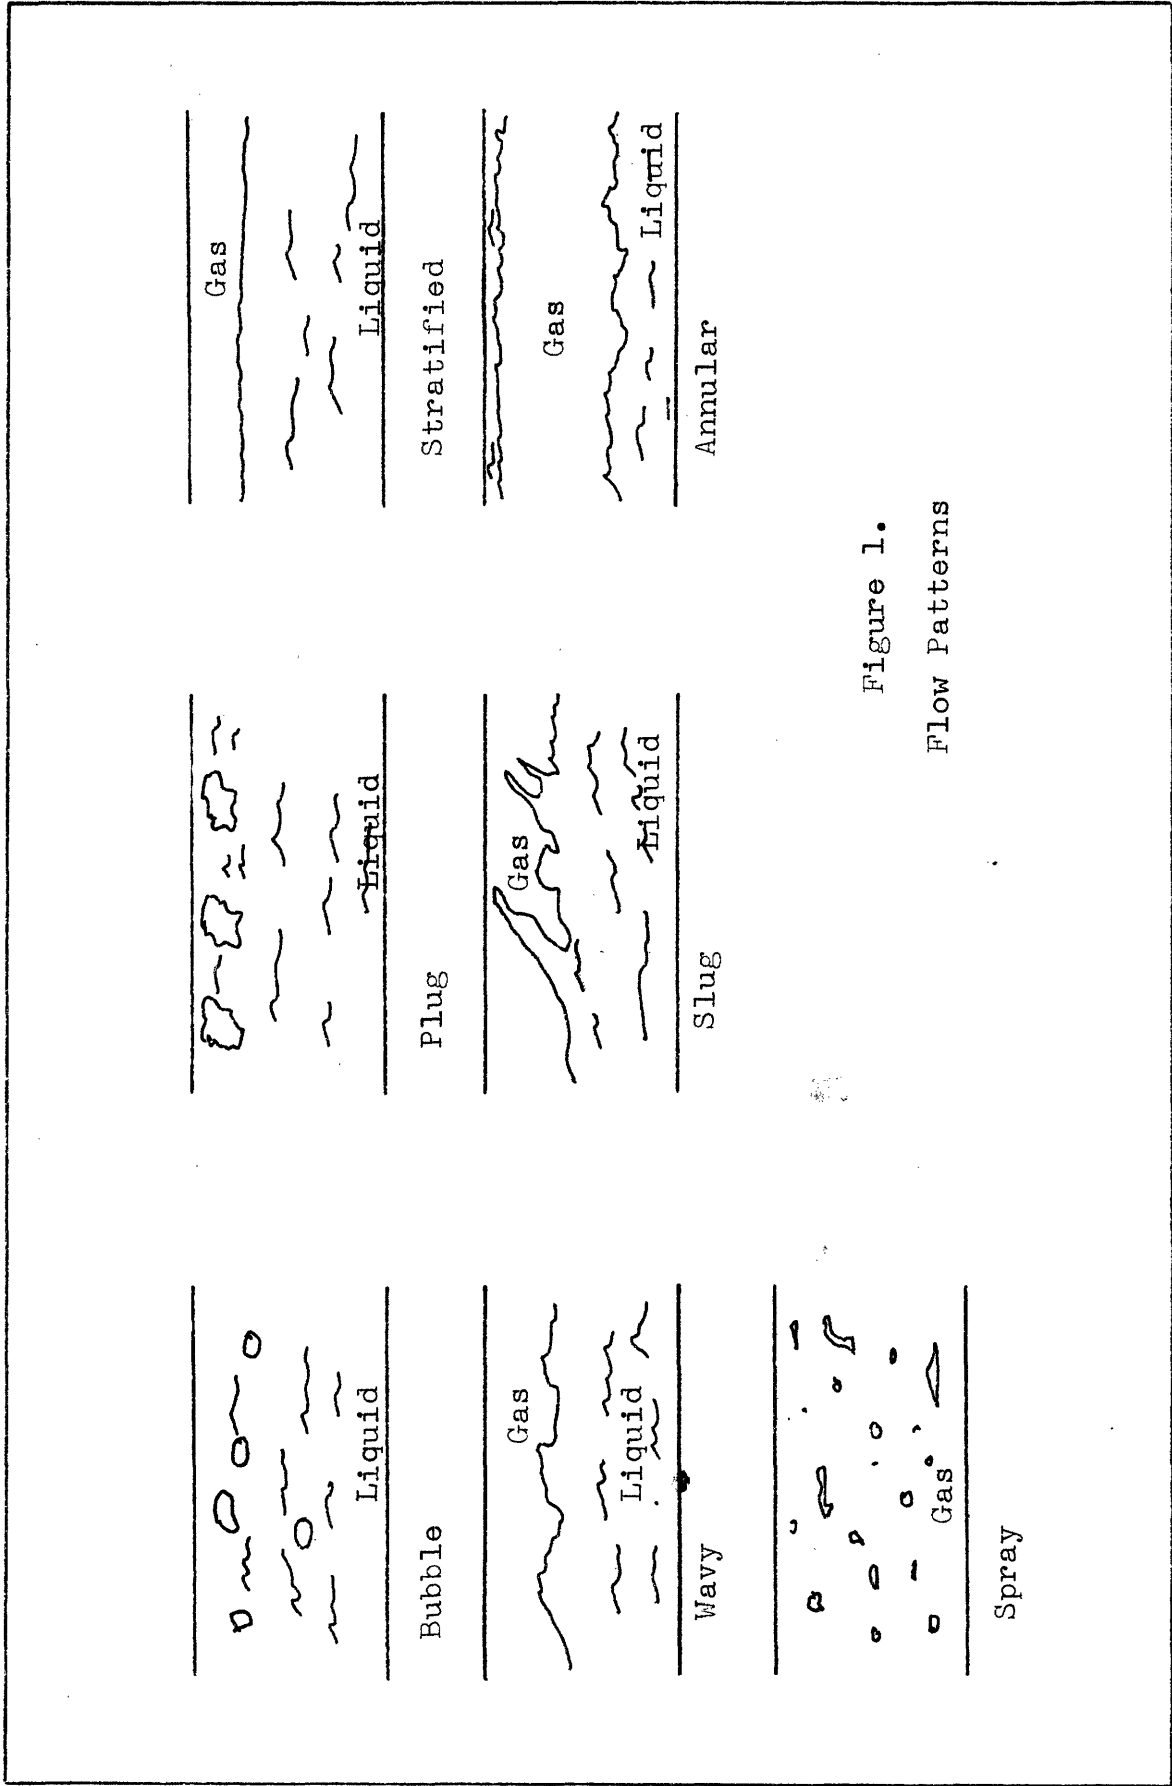 Liquid
Bubble
Liquid
Plug
Gas
Liquid
Stratified
Gas
Liquid
Wavy
Gas
Liquid
Slug
Gas
Liquid
Annular
Gas
Spray
Figure 1.
Flow Patterns